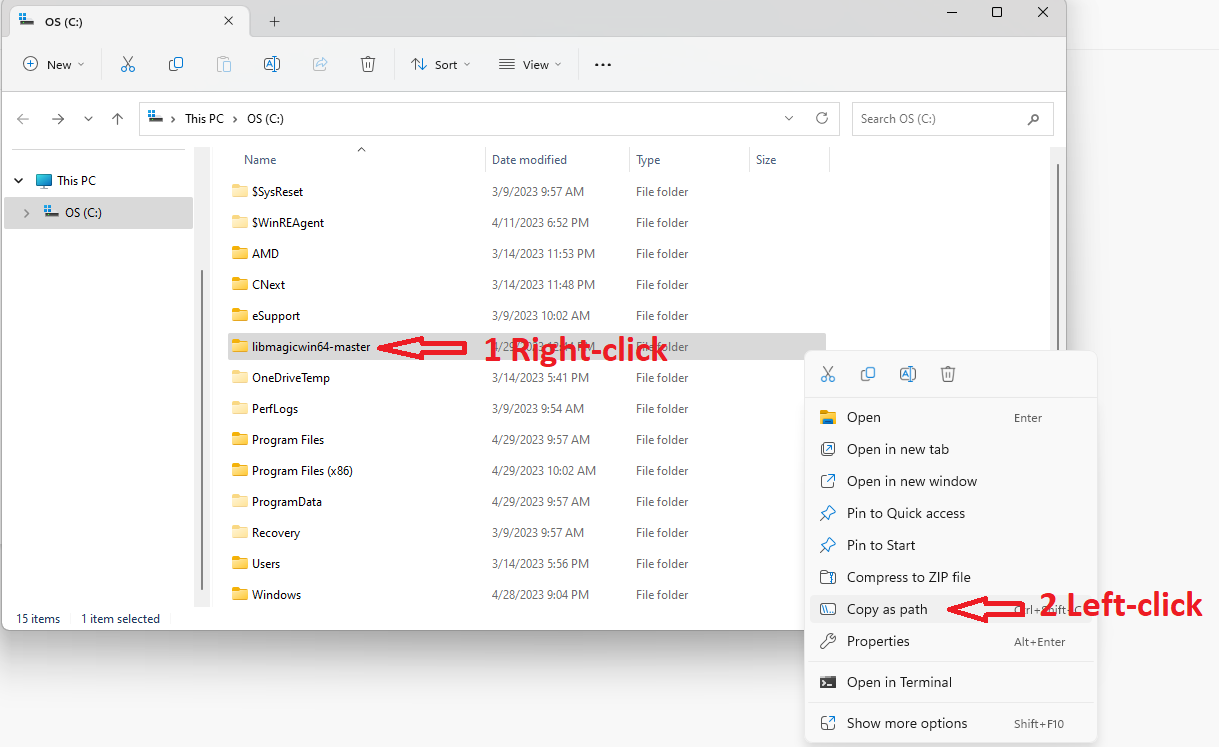 OS (C:)
New Sort View
This PC OS (C:) Search OS (C:)
Name Date modified Type Size
This PC
OS (C:)
$SysReset 3/9/2023 9:57 AM File folder
$WinREAgent 4/11/2023 6:52 PM File folder
AMD 3/14/2023 11:53 PM File folder
CNext 3/14/2023 11:48 PM File folder
eSupport 3/9/2023 10:02 AM File folder
libmagicwin64-master 1 Right-click
OneDriveTemp 3/14/2023 5:41 PM File folder
PerfLogs 3/9/2023 9:54 AM File folder
Program Files 4/29/2023 9:57 AM File folder
Program Files (x86) 4/29/2023 10:02 AM File folder
ProgramData 4/29/2023 9:57 AM File folder
Recovery 3/9/2023 9:57 AM File folder
Users 3/14/2023 5:56 PM File folder
Windows 4/28/2023 9:04 PM File folder
15 items 1 item selected
Open Enter
Open in new tab
Open in new window
Pin to Quick access
Pin to Start
Compress to ZIP file
Copy as path 2 Left-click
Properties Alt+Enter
Open in Terminal
Show more options Shift+F10